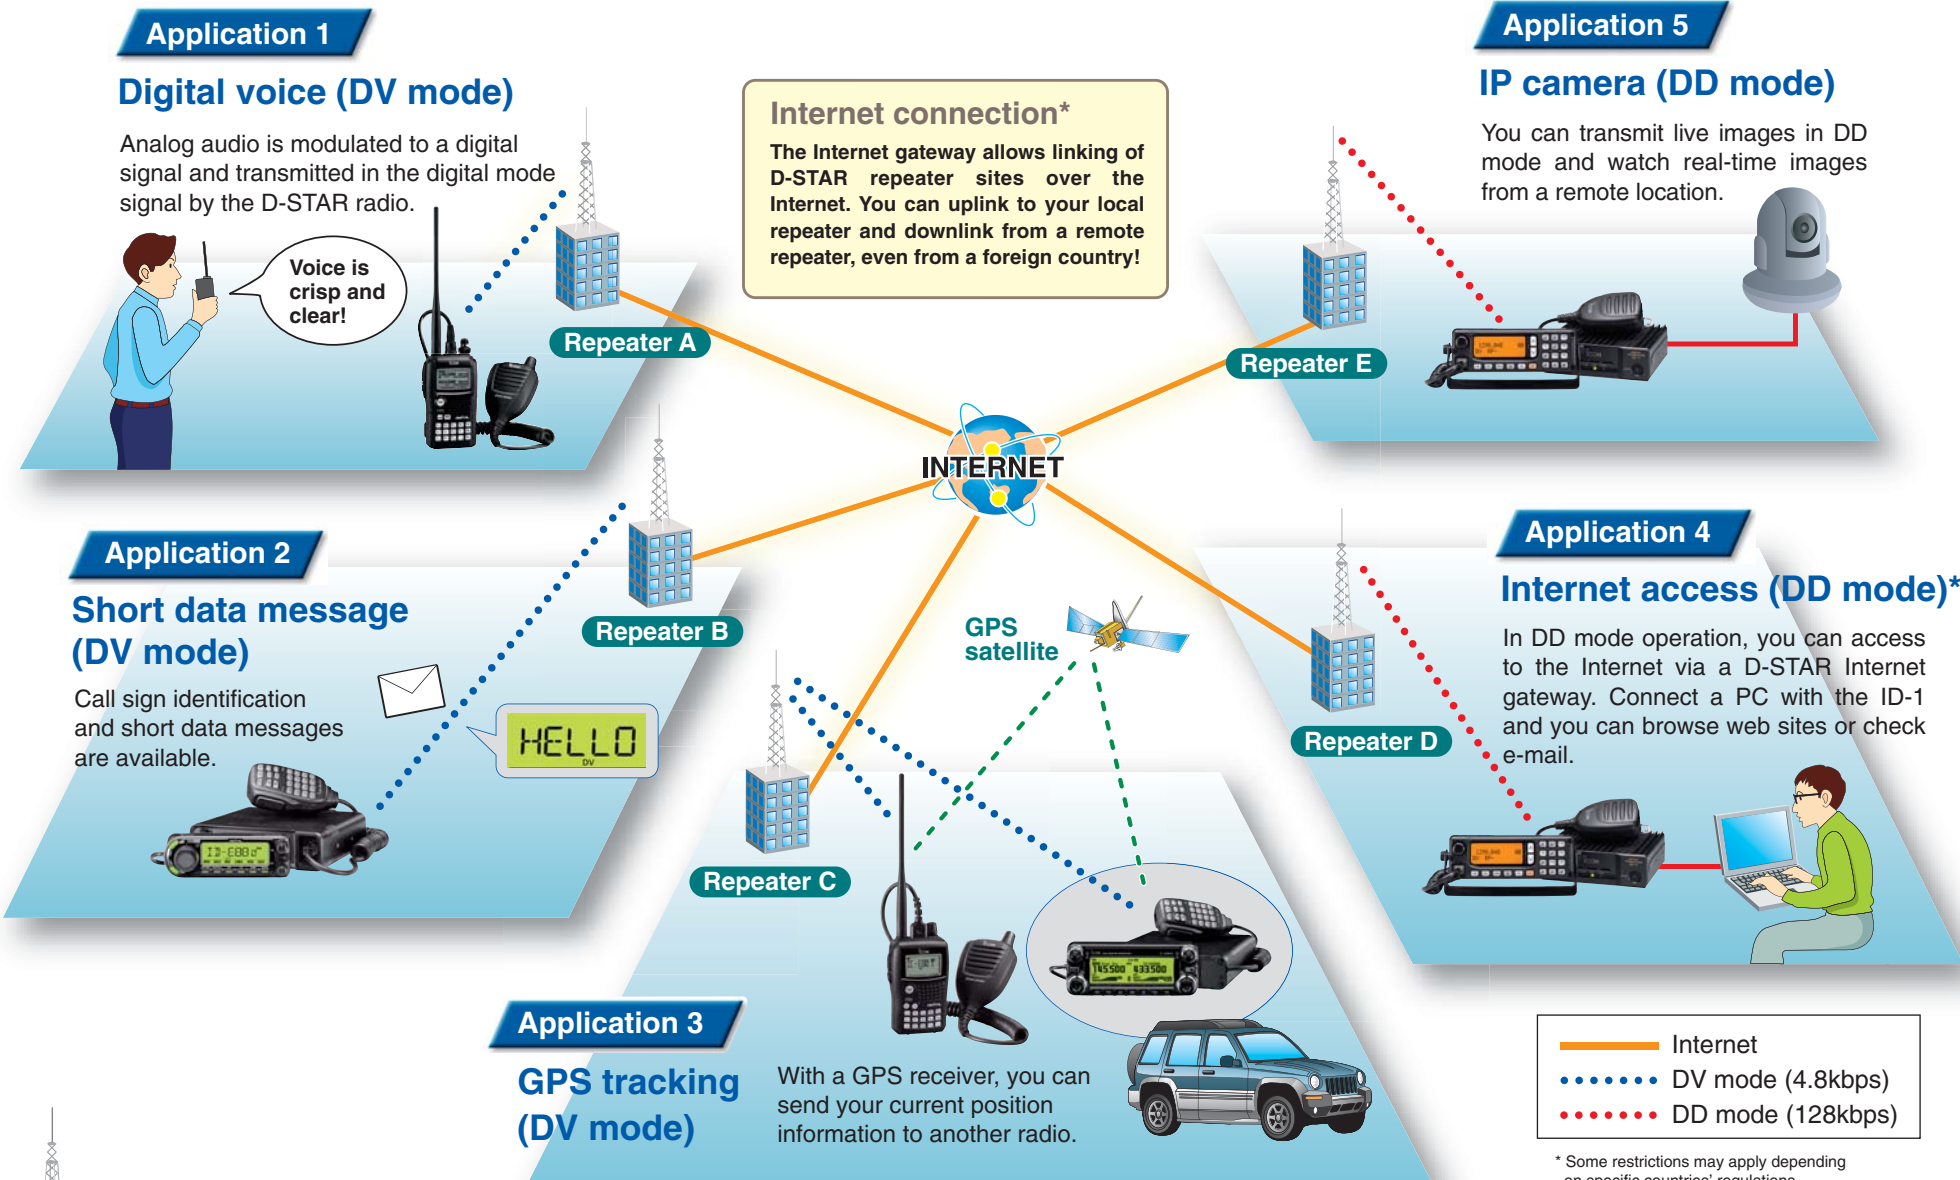 Application 1
Digital voice (DV mode)
Analog audio is modulated to a digital
signal and transmitted in the digital mode
signal by the D-STAR radio.
Voice is
crisp and
clear!
Repeater A
Internet connection*
The Internet gateway allows linking of
D-STAR repeater sites over the
Internet. You can uplink to your local
repeater and downlink from a remote
repeater, even from a foreign country!
Application 5
IP camera (DD mode)
You can transmit live images in DD
mode and watch real-time images
from a remote location.
Repeater E
INTERNET
Application 2
Short data message
(DV mode)
Call sign identification
and short data messages
are available.
HELLO
DV
Repeater B
GPS
satellite
Application 4
Internet access (DD mode)*
In DD mode operation, you can access
to the Internet via a D-STAR Internet
gateway. Connect a PC with the ID-1
and you can browse web sites or check
e-mail.
Repeater D
Repeater C
145500 433500
Application 3
GPS tracking
(DV mode)
With a GPS receiver, you can
send your current position
information to another radio.
Internet
DV mode (4.8kbps)
DD mode (128kbps)
* Some restrictions may apply depending
on specific countries' regulations